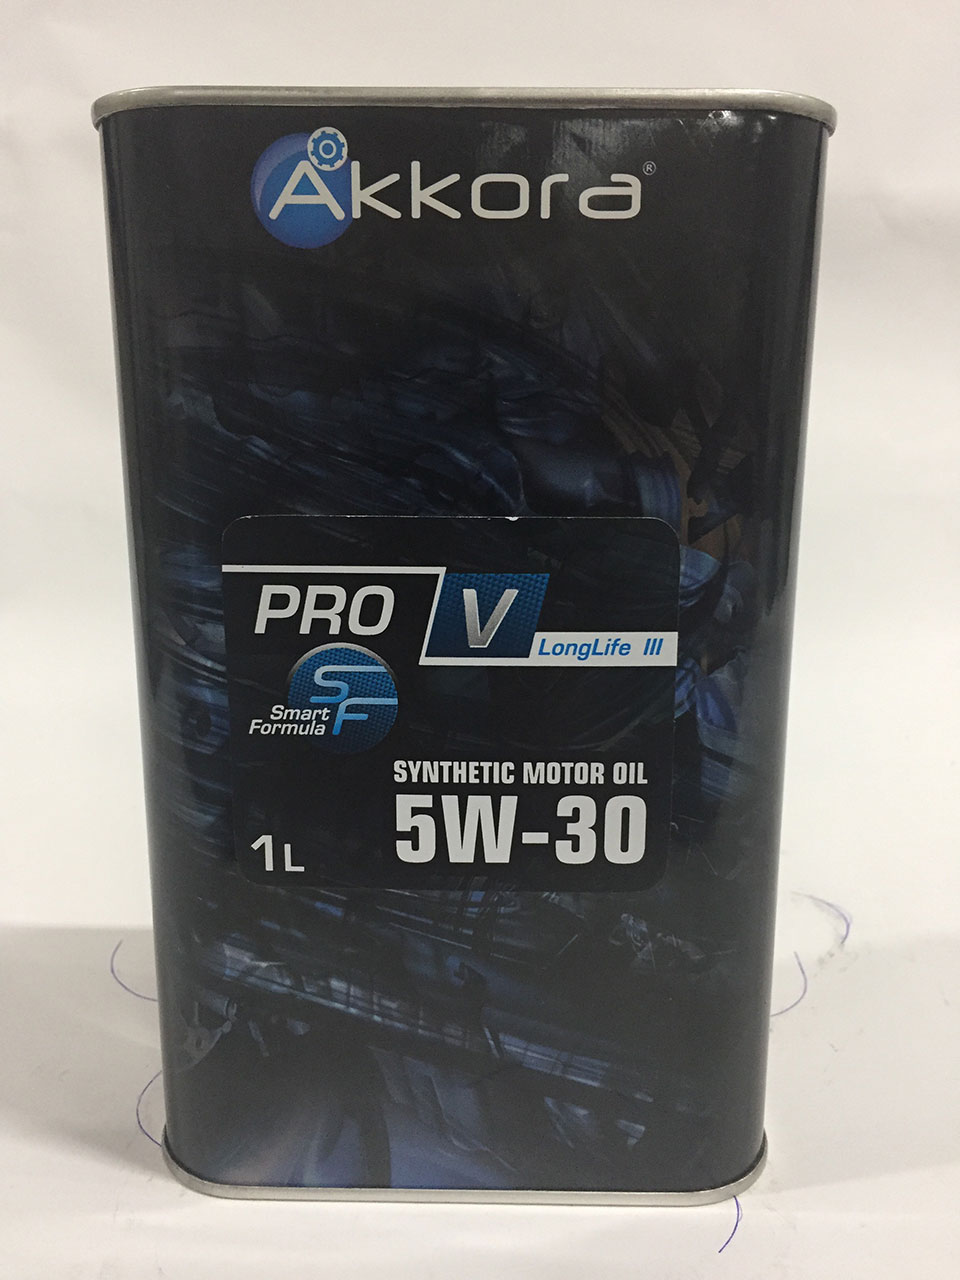 Akkora®
PRO V
LongLife III
SF
Smart
Formula
SYNTHETIC MOTOR OIL
5W-30
1L